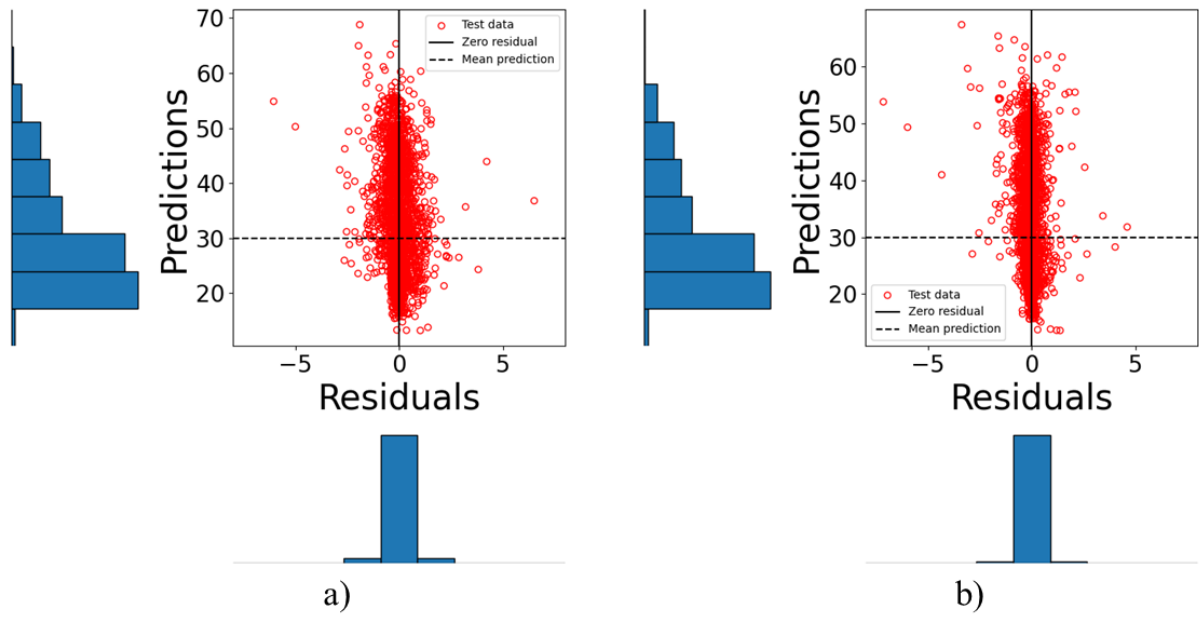 70
60
50
40
30
20
Predictions
Test data
Zero residual
Mean prediction
−5
0
5
Residuals
a)
60
50
40
30
20
Predictions
Test data
Zero residual
Mean prediction
−5
0
5
Residuals
b)